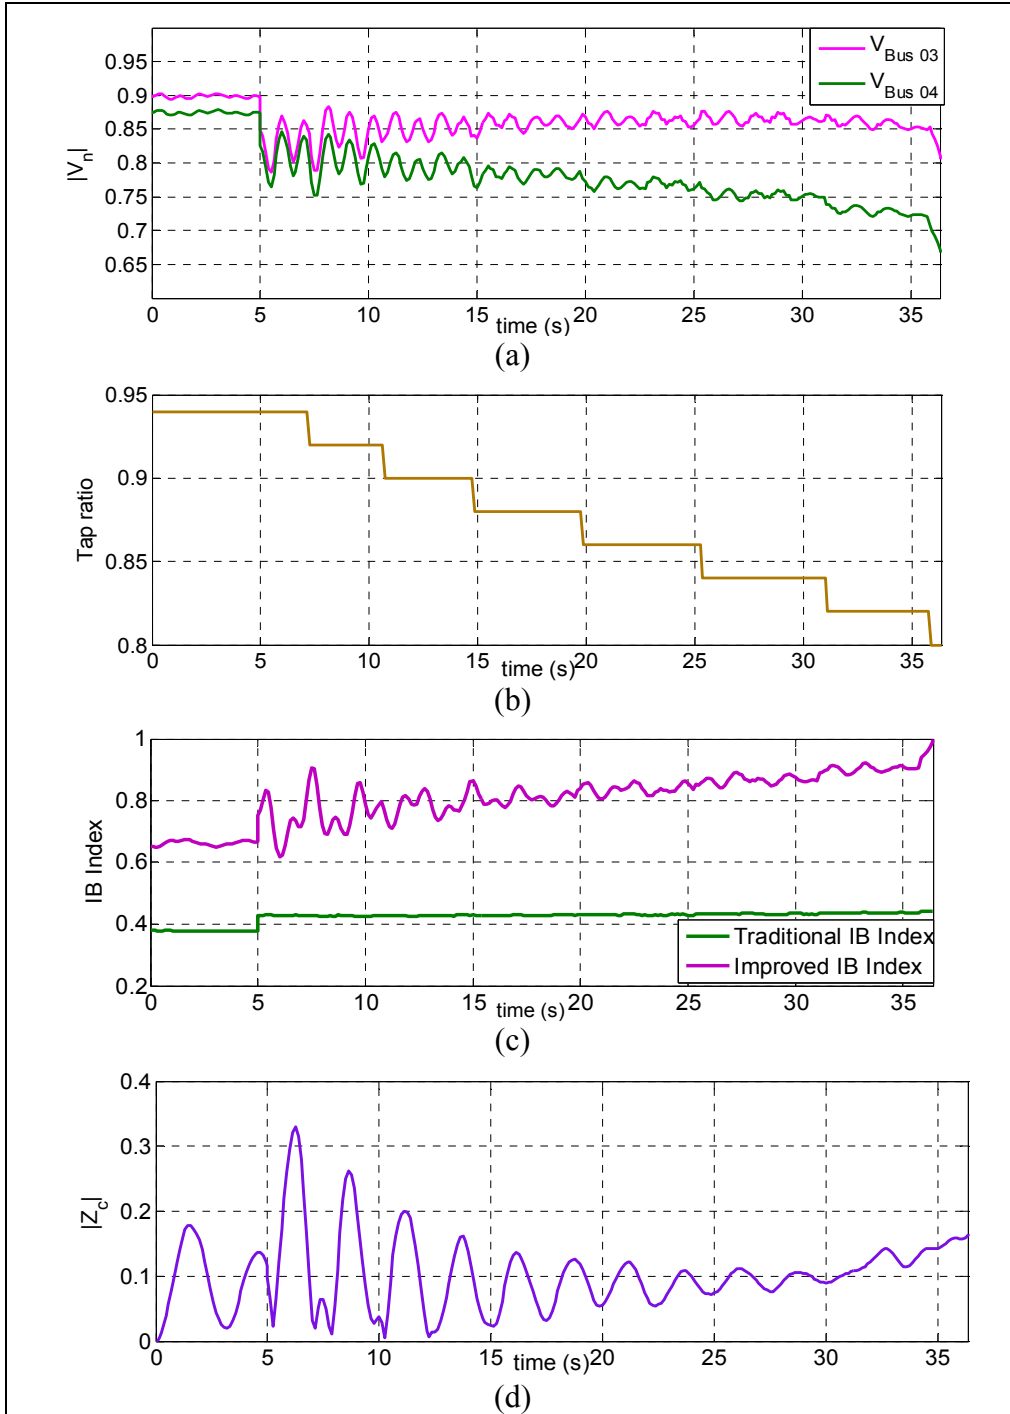 0.95
0.9
0.85
0.8
0.75
0.7
0.65
|V_n|
V_Bus 03
V_Bus 04
0 5 10 15 20 25 30 35
time (s)
(a)
0.95
0.9
0.85
0.8
Tap ratio
0 5 10 15 20 25 30 35
time (s)
(b)
1
0.8
0.6
0.4
0.2
IB Index
Traditional IB Index
Improved IB Index
0 5 10 15 20 25 30 35
time (s)
(c)
0.4
0.3
0.2
0.1
0
|Z_c|
0 5 10 15 20 25 30 35
time (s)
(d)